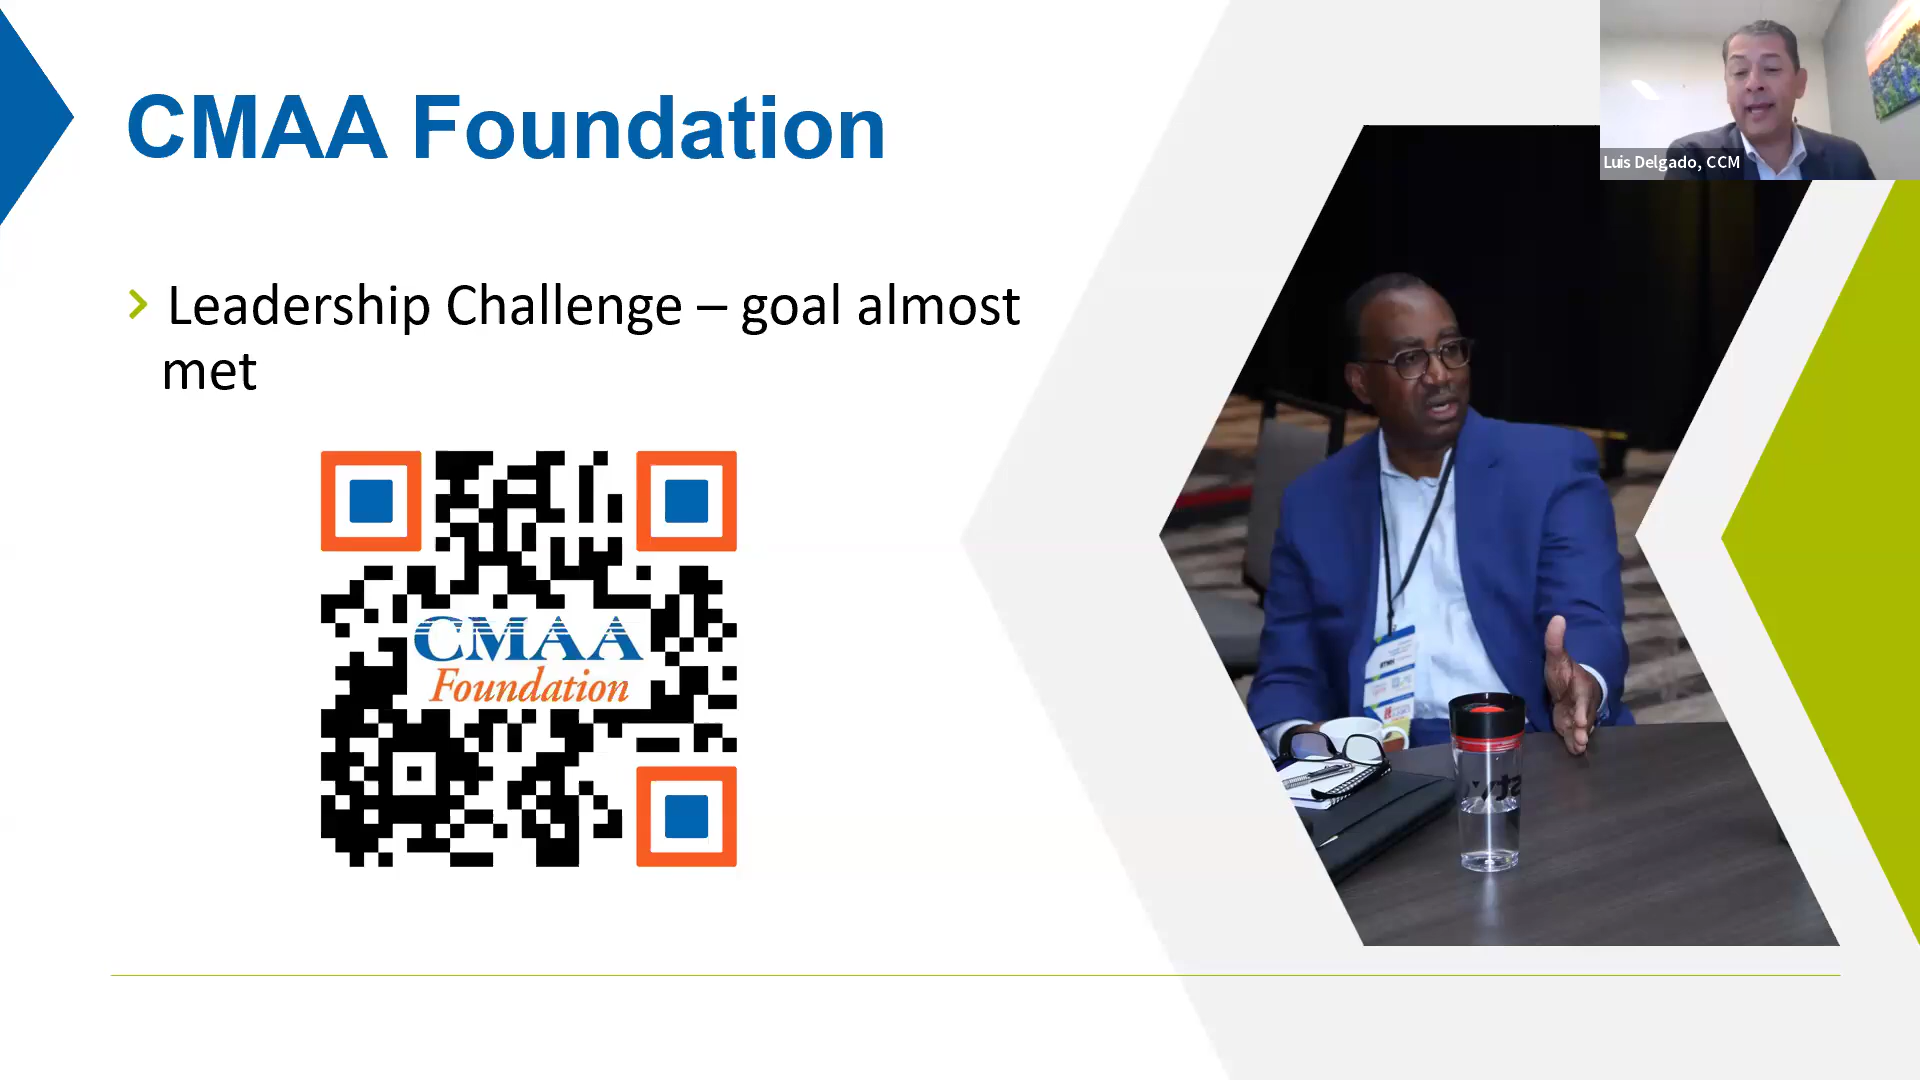 CMAA Foundation
Luis Delgado, CCM
Leadership Challenge – goal almost
met
CMAA
Foundation